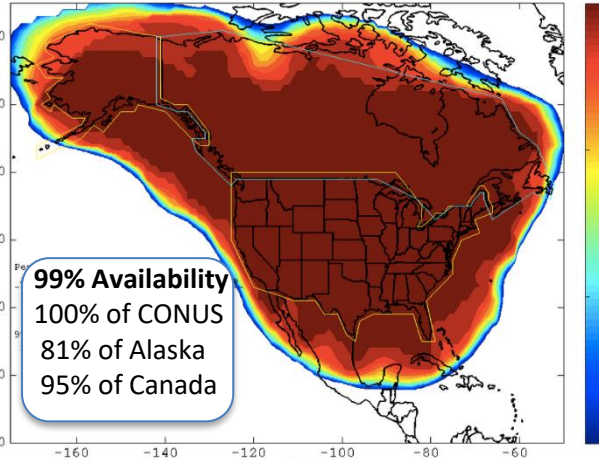 99% Availability
100% of CONUS
81% of Alaska
95% of Canada
-160 -140 -120 -100 -80 -60